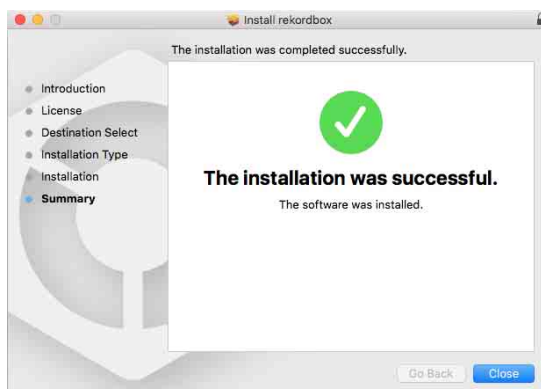 Install rekordbox
The installation was completed successfully.
Introduction
License
Destination Select
Installation Type
Installation
Summary
The installation was successful.
The software was installed.
Go Back
Close